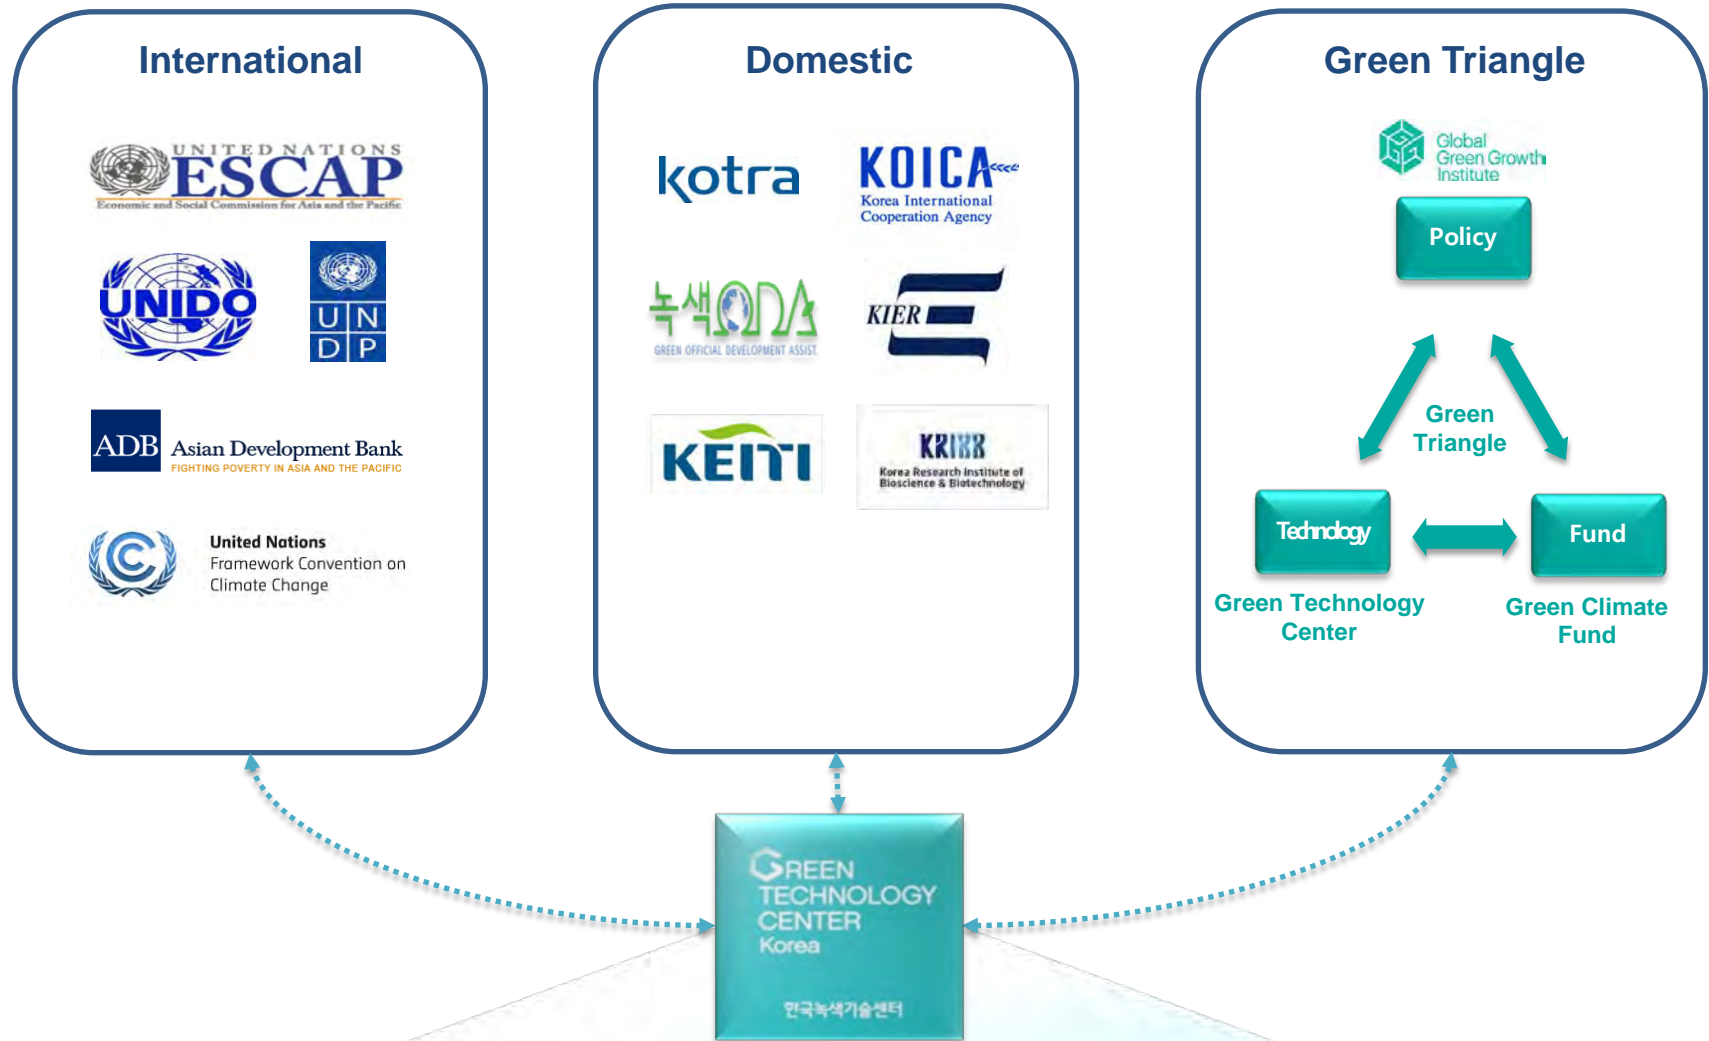 International
UNITED NATIONS
ESCAP
Economic and Social Commission for Asia and the Pacific
UNIDO
U N
D P
ADB Asian Development Bank
FIGHTING POVERTY IN ASIA AND THE PACIFIC
United Nations
Framework Convention on
Climate Change
Domestic
kotra
KOICA
Korea International
Cooperation Agency
녹색ODA
GREEN OFFICIAL DEVELOPMENT ASSIST.
KIER
KEITI
KRIBB
Korea Research Institute of
Bioscience & Biotechnology
Green Triangle
Global
Green Growth
Institute
Policy
Green
Triangle
Technology
Fund
Green Technology
Center
Green Climate
Fund
GREEN
TECHNOLOGY
CENTER
Korea
한국녹색기술센터